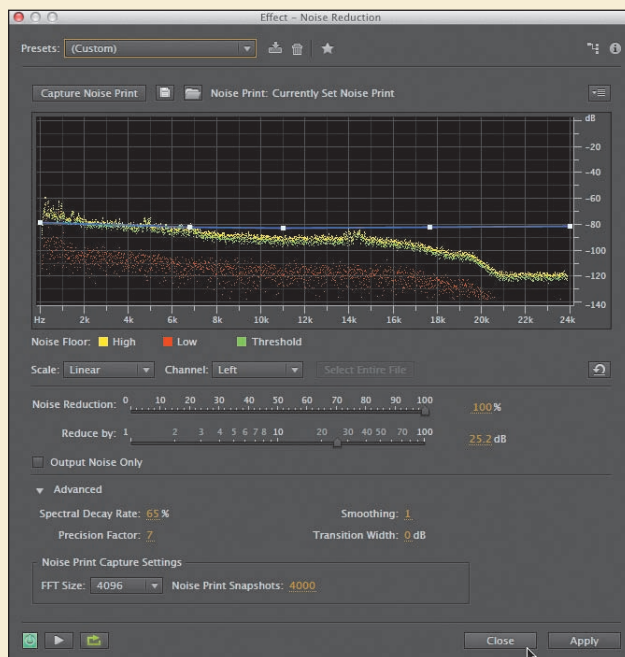 Effect – Noise Reduction
Presets: (Custom)
Capture Noise Print Noise Print: Currently Set Noise Print
dB
-20
-40
-60
-80
-100
-120
-140
Hz 2k 4k 6k 8k 10k 12k 14k 16k 18k 20k 22k 24k
Noise Floor: High Low Threshold
Scale: Linear Channel: Left Select Entire File
Noise Reduction: 0 10 20 30 40 50 60 70 80 90 100 100 %
Reduce by: 1 2 3 4 5 6 7 8 10 20 30 40 50 70 100 25.2 dB
Output Noise Only
Advanced
Spectral Decay Rate: 65 % Smoothing: 1
Precision Factor: 7 Transition Width: 0 dB
Noise Print Capture Settings
FFT Size: 4096 Noise Print Snapshots: 4000
Close Apply